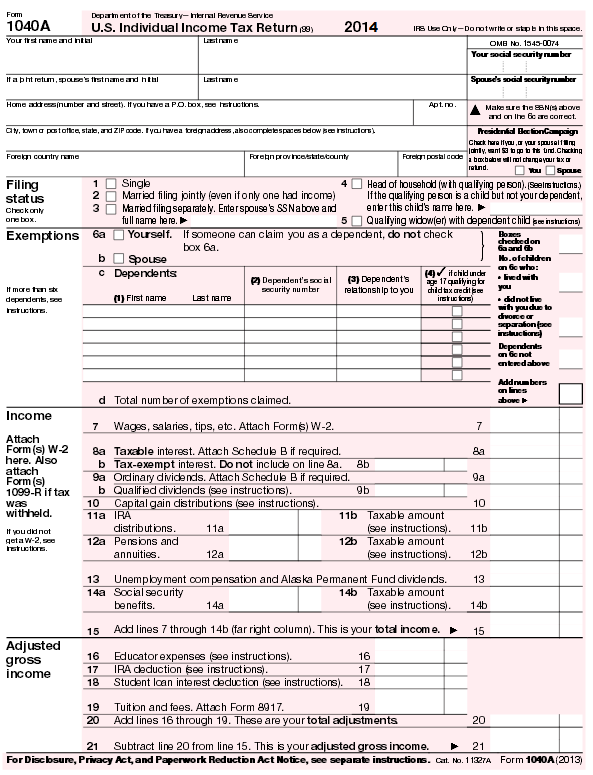 Form
1040A
Department of the Treasury—Internal Revenue Service
U.S. Individual Income Tax Return (99) 2014 IRS Use Only—Do not write or staple in this space.
Your first name and initial Last name OMB No. 1545-0074
Your social security number
If a joint return, spouse's first name and initial Last name Spouse's social security number
Home address (number and street). If you have a P.O. box, see instructions. Apt. no.
Make sure the SSN(s) above and on line 6c are correct.
City, town or post office, state, and ZIP code. If you have a foreign address, also complete spaces below (see instructions).
Presidential Election Campaign
Check here if you, or your spouse if filing
jointly, want $3 to go to this fund. Checking
a box below will not change your tax or
refund. You Spouse
Foreign country name Foreign province/state/county Foreign postal code
Filing status
Check only one box.
1 Single
2 Married filing jointly (even if only one had income)
3 Married filing separately. Enter spouse's SSN above and
full name here. ▶
4 Head of household (with qualifying person). (See instructions.)
If the qualifying person is a child but not your dependent,
enter this child's name here. ▶
5 Qualifying widow(er) with dependent child (see instructions)
Exemptions
6a Yourself. If someone can claim you as a dependent, do not check
box 6a.
b Spouse
c Dependents:
(1) First name Last name
(2) Dependent's social security number
(3) Dependent's relationship to you
(4) ✓ if child under age 17 qualifying for child tax credit (see instructions)
If more than six dependents, see instructions.
Boxes checked on 6a and 6b
No. of children on 6c who:
• lived with you
• did not live with you due to divorce or separation (see instructions)
Dependents on 6c not entered above
Add numbers on lines above ▶
d Total number of exemptions claimed.
Income
Attach Form(s) W-2 here. Also attach Form(s) 1099-R if tax was withheld.
If you did not get a W-2, see instructions.
7 Wages, salaries, tips, etc. Attach Form(s) W-2. 7
8a Taxable interest. Attach Schedule B if required. 8a
b Tax-exempt interest. Do not include on line 8a. 8b
9a Ordinary dividends. Attach Schedule B if required. 9a
b Qualified dividends (see instructions). 9b
10 Capital gain distributions (see instructions). 10
11a IRA distributions. 11a 11b Taxable amount (see instructions). 11b
12a Pensions and annuities. 12a 12b Taxable amount (see instructions). 12b
13 Unemployment compensation and Alaska Permanent Fund dividends. 13
14a Social security benefits. 14a 14b Taxable amount (see instructions). 14b
15 Add lines 7 through 14b (far right column). This is your total income. ▶ 15
Adjusted gross income
16 Educator expenses (see instructions). 16
17 IRA deduction (see instructions). 17
18 Student loan interest deduction (see instructions). 18
19 Tuition and fees. Attach Form 8917. 19
20 Add lines 16 through 19. These are your total adjustments. 20
21 Subtract line 20 from line 15. This is your adjusted gross income. ▶ 21
For Disclosure, Privacy Act, and Paperwork Reduction Act Notice, see separate instructions. Cat. No. 11327A Form 1040A (2013)